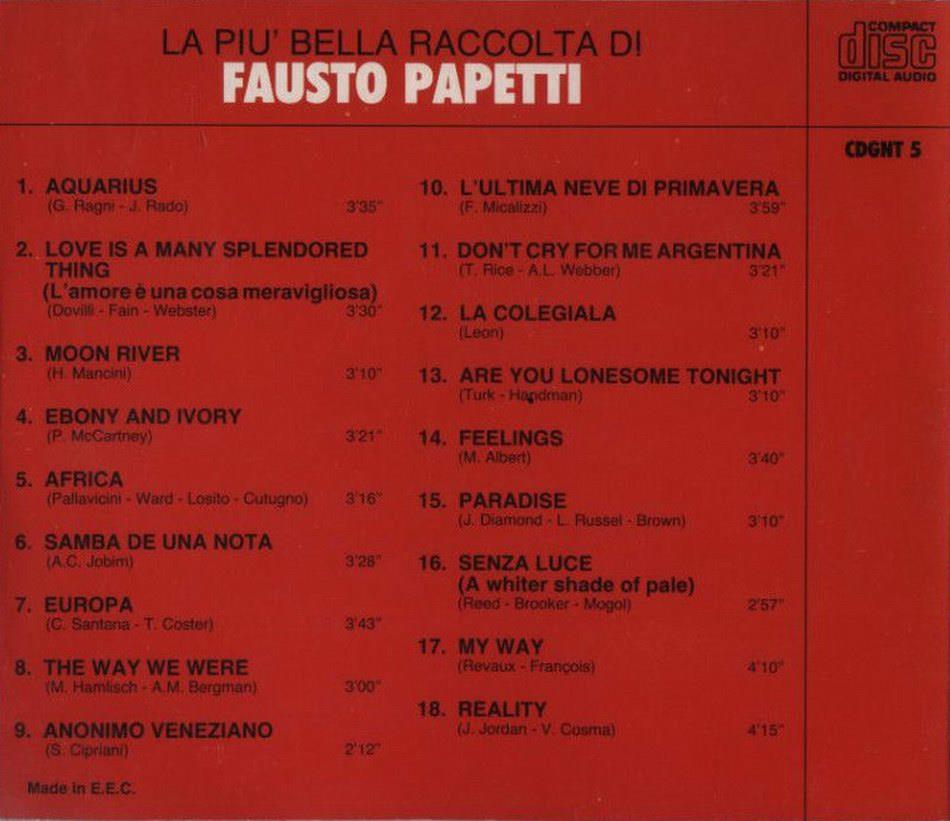 LA PIU' BELLA RACCOLTA DI
FAUSTO PAPETTI
COMPACT
disc
DIGITAL AUDIO
CDGNT 5
1. AQUARIUS
(G. Ragni - J. Rado) 3'35"
2. LOVE IS A MANY SPLENDORED
THING
(L'amore è una cosa meravigliosa)
(Dovilli - Fain - Webster) 3'30"
3. MOON RIVER
(H. Mancini) 3'10"
4. EBONY AND IVORY
(P. McCartney) 3'21"
5. AFRICA
(Pallavicini - Ward - Losito - Cutugno) 3'16"
6. SAMBA DE UNA NOTA
(A.C. Jobim) 3'28"
7. EUROPA
(C. Santana - T. Coster) 3'43"
8. THE WAY WE WERE
(M. Hamlisch - A.M. Bergman) 3'00"
9. ANONIMO VENEZIANO
(S. Cipriani) 2'12"
10. L'ULTIMA NEVE DI PRIMAVERA
(F. Micalizzi) 3'59"
11. DON'T CRY FOR ME ARGENTINA
(T. Rice - A.L. Webber) 3'21"
12. LA COLEGIALA
(Leon) 3'10"
13. ARE YOU LONESOME TONIGHT
(Turk - Handman) 3'10"
14. FEELINGS
(M. Albert) 3'40"
15. PARADISE
(J. Diamond - L. Russel - Brown) 3'10"
16. SENZA LUCE
(A whiter shade of pale)
(Reed - Brooker - Mogol) 2'57"
17. MY WAY
(Revaux - François) 4'10"
18. REALITY
(J. Jordan - V. Cosma) 4'15"
Made in E.E.C.